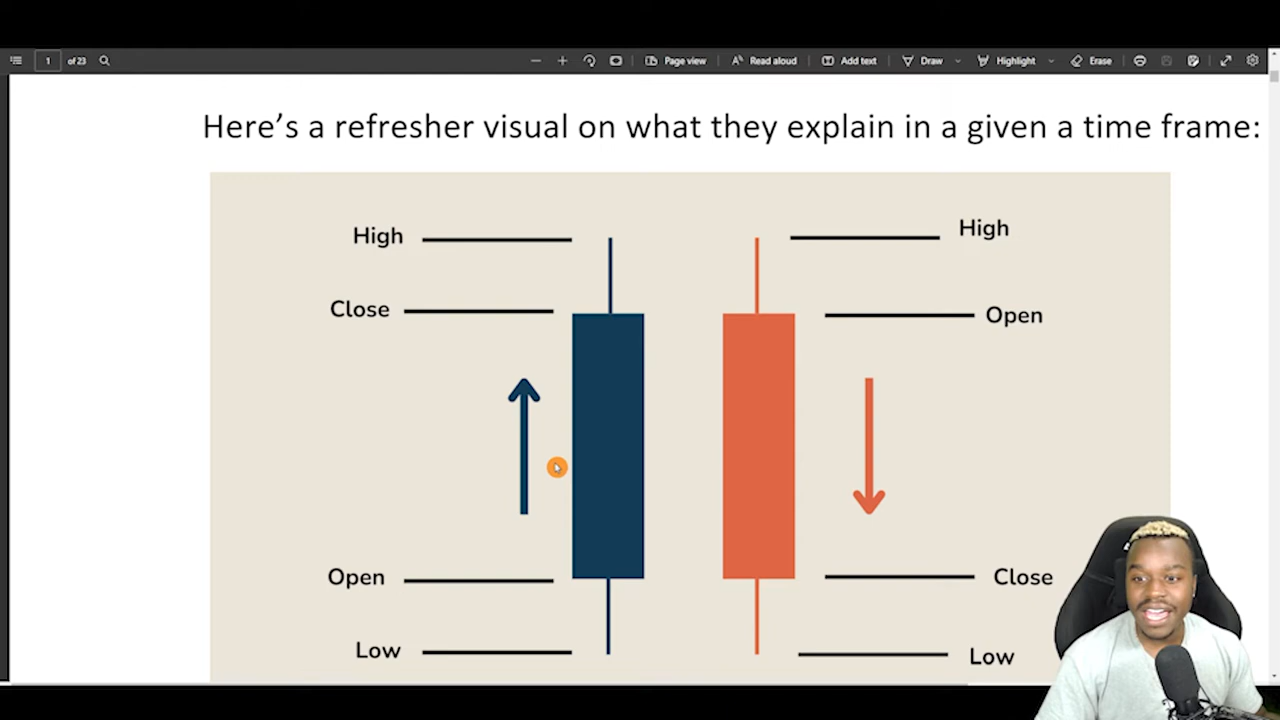 1 of 23 Page view Read aloud Add text Draw Highlight Erase
Here's a refresher visual on what they explain in a given a time frame:
High High
Close Open
Open Close
Low Low